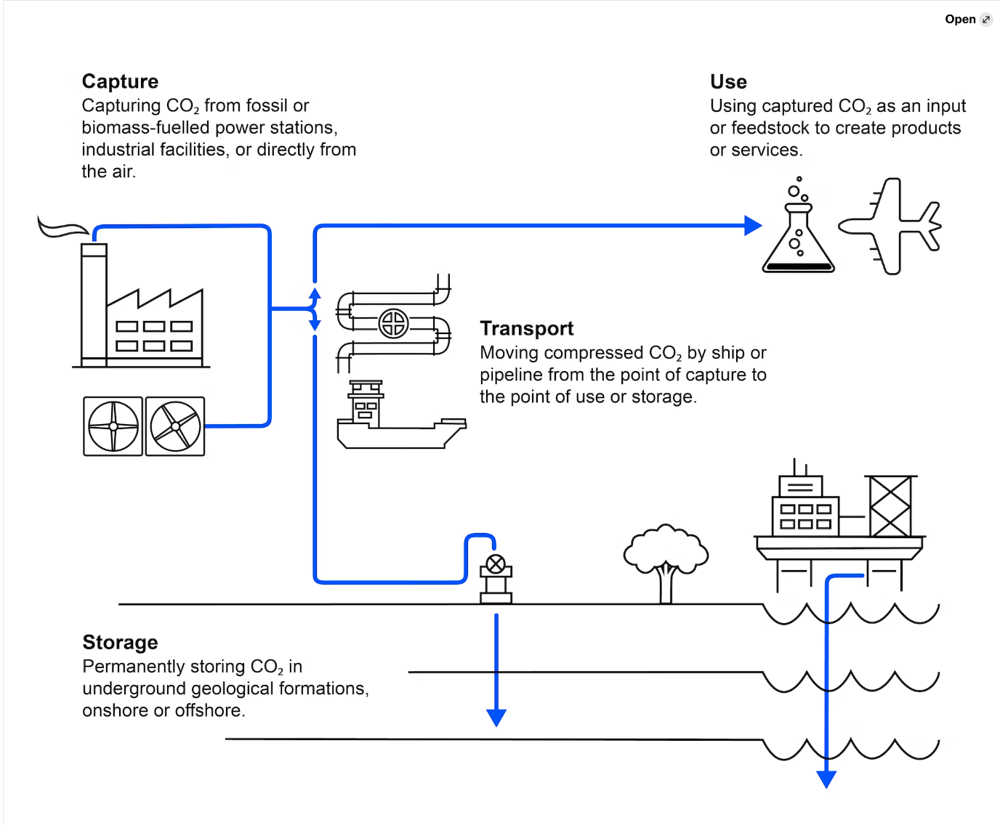 Open
Capture
Capturing CO₂ from fossil or
biomass-fuelled power stations,
industrial facilities, or directly from
the air.
Use
Using captured CO₂ as an input
or feedstock to create products
or services.
Transport
Moving compressed CO₂ by ship or
pipeline from the point of capture to
the point of use or storage.
Storage
Permanently storing CO₂ in
underground geological formations,
onshore or offshore.